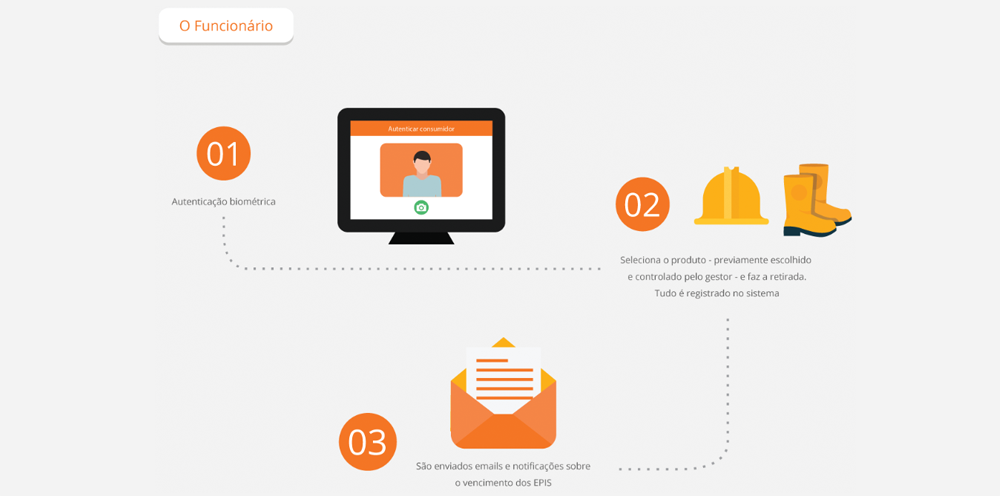 O Funcionário
01
Autenticação biométrica
Autenticar consumidor
02
Seleciona o produto - previamente escolhido
e controlado pelo gestor - e faz a retirada.
Tudo é registrado no sistema
03
São enviados emails e notificações sobre
o vencimento dos EPIS